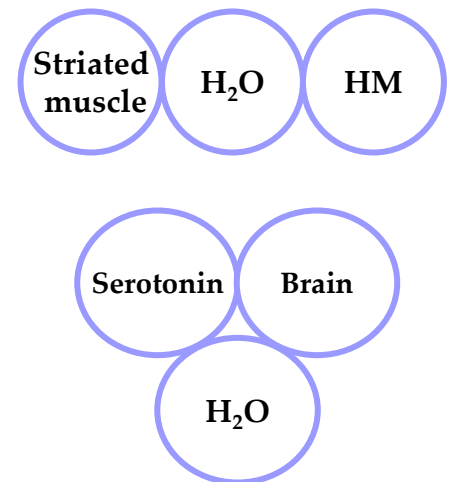 Striated
muscle
H₂O
HM
Serotonin
Brain
H₂O